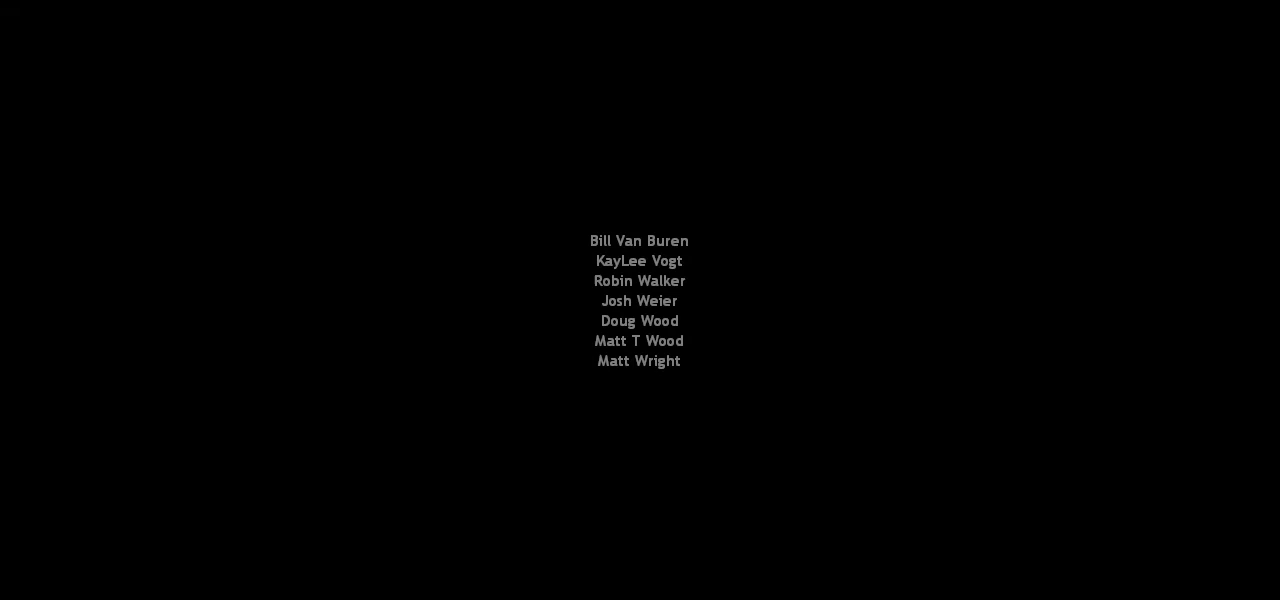 Bill Van Buren
KayLee Vogt
Robin Walker
Josh Weier
Doug Wood
Matt T Wood
Matt Wright